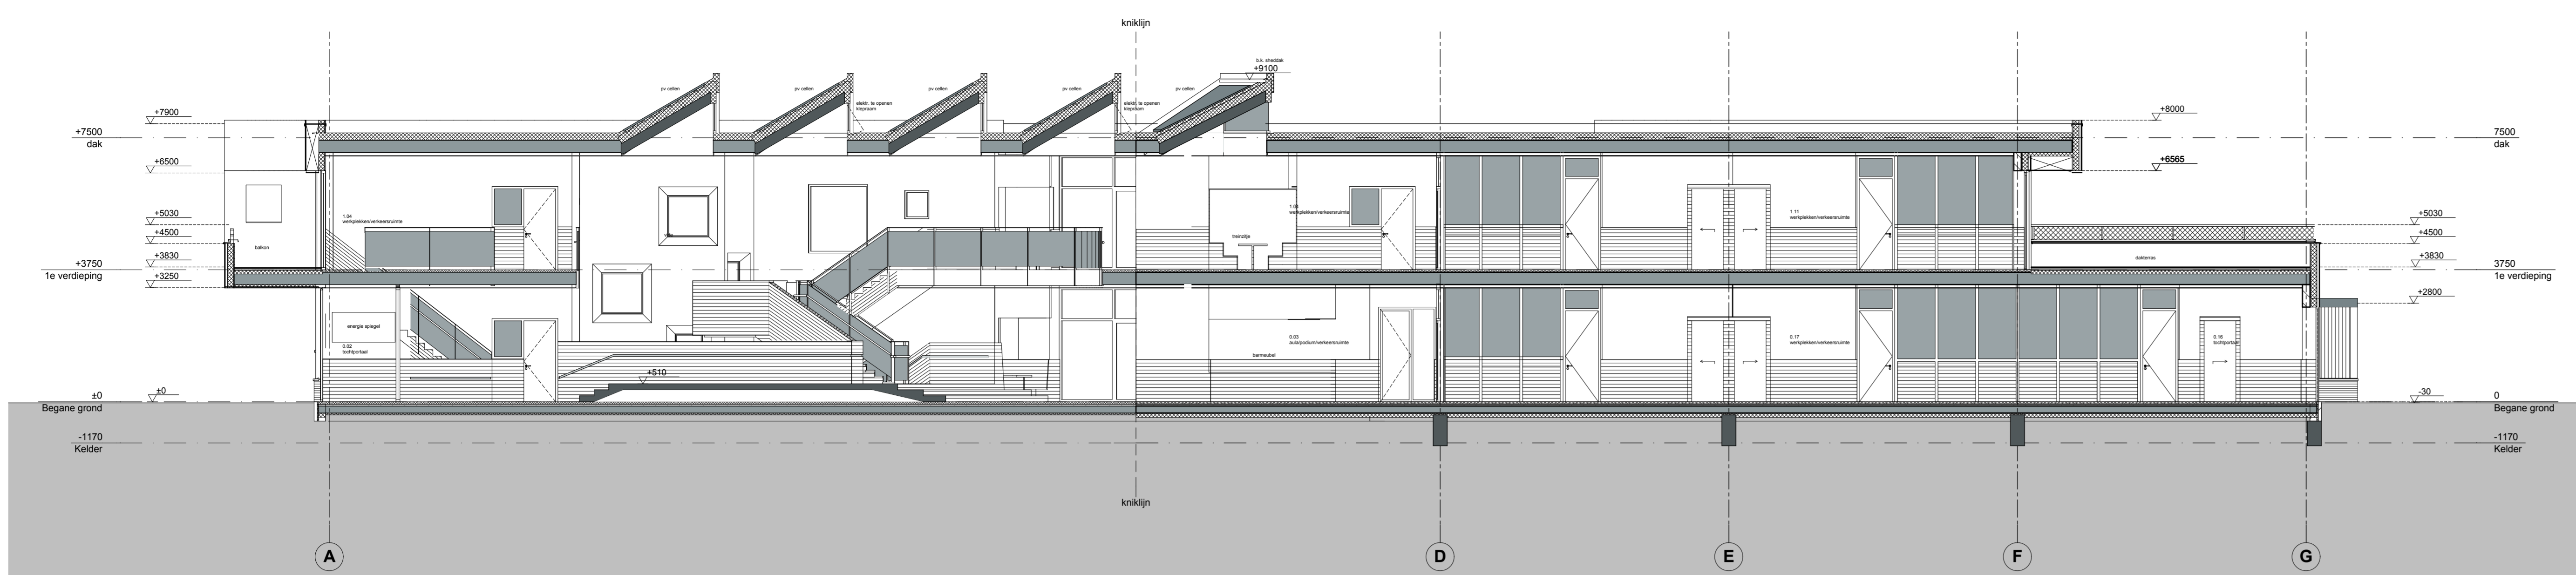 kniklijn
b.k. sheddak
+9100
pv cellen
pv cellen
pv cellen
pv cellen
pv cellen
elektr. te openen
klepraam
elektr. te openen
klepraam
+7900
+8000
+7500
dak
7500
dak
+6500
+6565
1.04
werkplekken/verkeersruimte
werkplekken/verkeersruimte
1.11
werkplekken/verkeersruimte
+5030
+5030
vide
treinzitje
+4500
+4500
balkon
dakterras
+3830
+3830
+3750
1e verdieping
3750
1e verdieping
+3250
+2800
energie spiegel
0.02
tochtportaal
0.03
aula/podium/verkeersruimte
0.17
werkplekken/verkeersruimte
0.16
tochtportaal
barmeubel
+510
±0
Begane grond
±0
-30
0
Begane grond
-1170
Kelder
-1170
Kelder
kniklijn
A
D
E
F
G